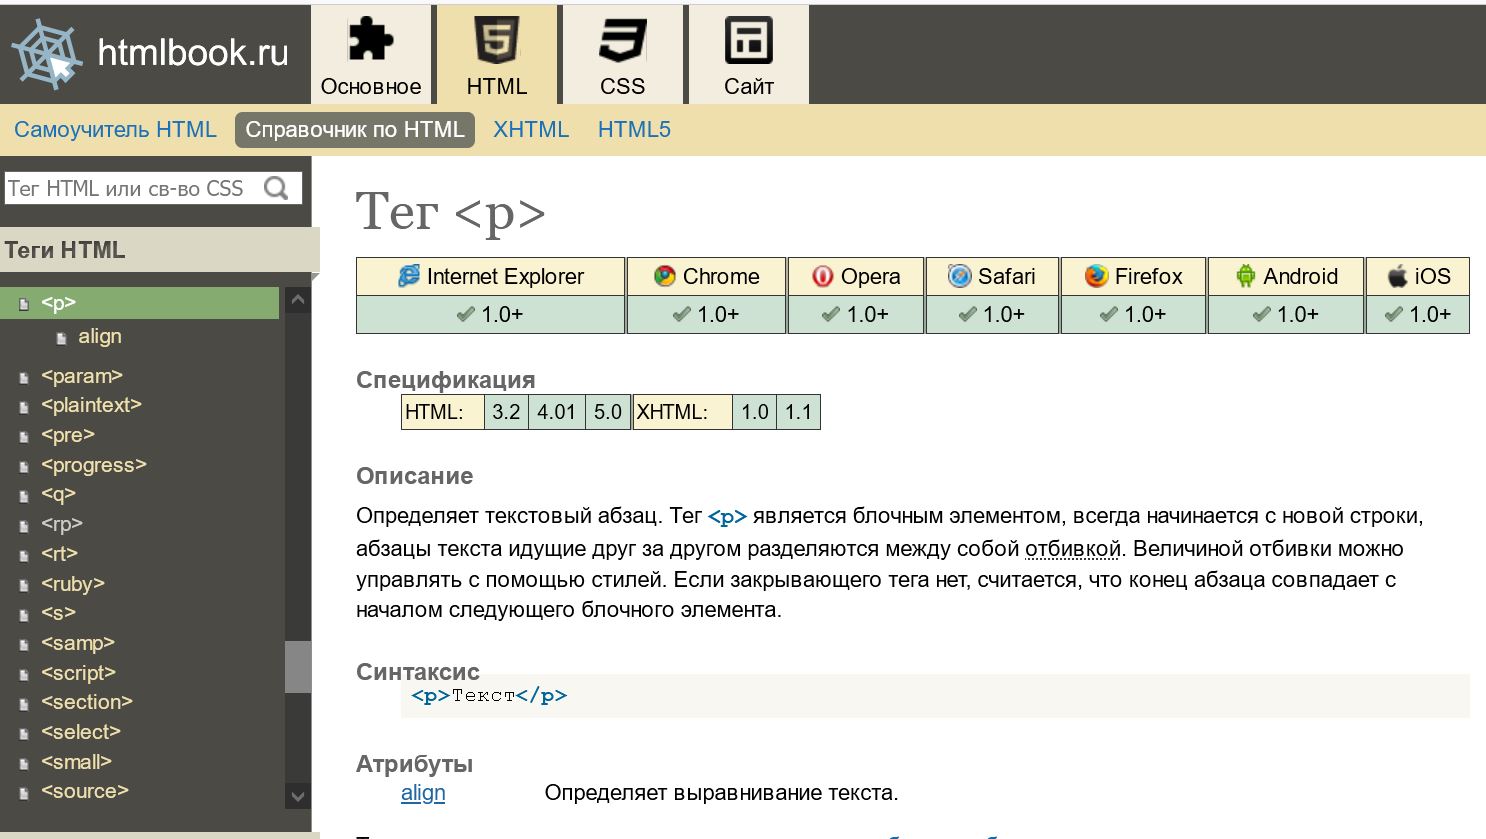 htmlbook.ru
Основное
HTML
CSS
Сайт
Самоучитель HTML
Справочник по HTML
XHTML
HTML5
Тег HTML или св-во CSS
Теги HTML
<p>
align
<param>
<plaintext>
<pre>
<progress>
<q>
<rp>
<rt>
<ruby>
<s>
<samp>
<script>
<section>
<select>
<small>
<source>
Тег <p>
Internet Explorer Chrome Opera Safari Firefox Android iOS
1.0+ 1.0+ 1.0+ 1.0+ 1.0+ 1.0+ 1.0+
Спецификация
HTML: 3.2 4.01 5.0 XHTML: 1.0 1.1
Описание
Определяет текстовый абзац. Тег <p> является блочным элементом, всегда начинается с новой строки,
абзацы текста идущие друг за другом разделяются между собой отбивкой. Величиной отбивки можно
управлять с помощью стилей. Если закрывающего тега нет, считается, что конец абзаца совпадает с
началом следующего блочного элемента.
Синтаксис
<p>Текст</p>
Атрибуты
align Определяет выравнивание текста.